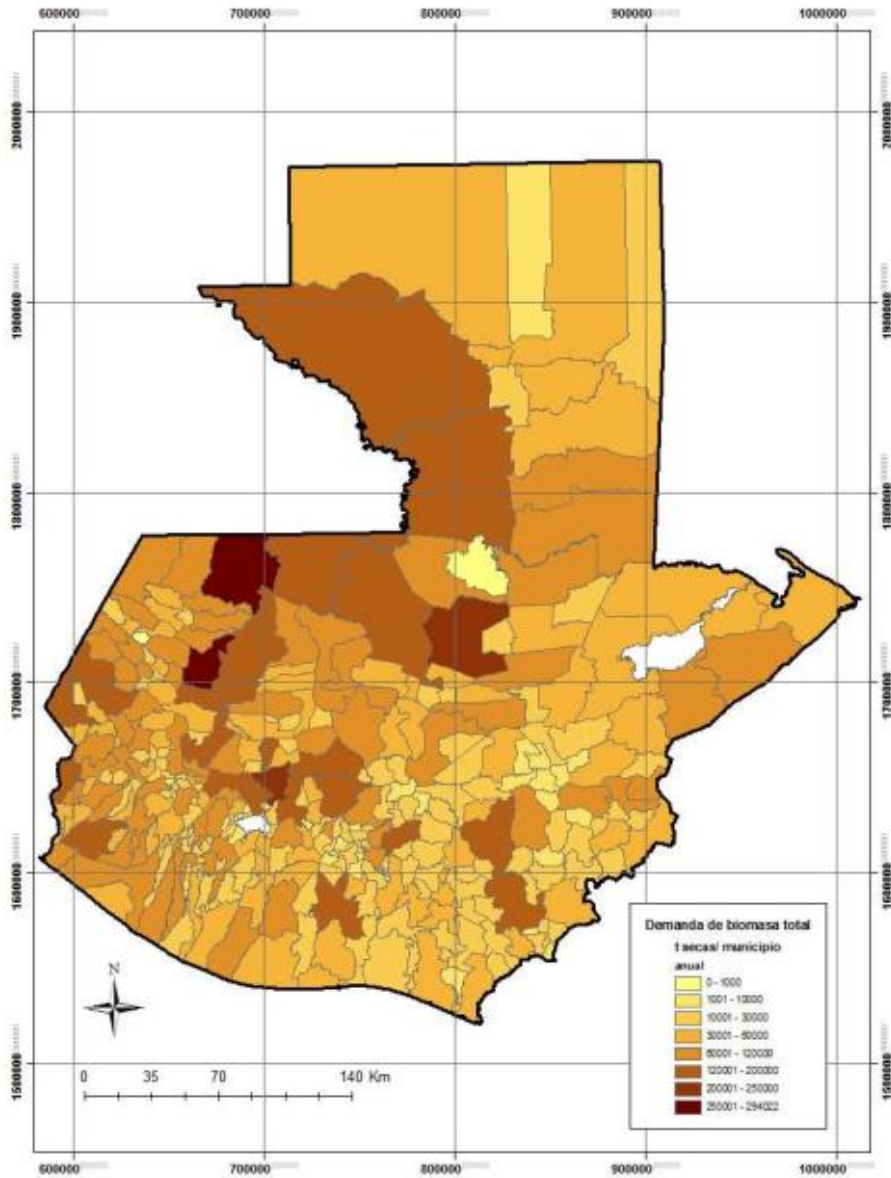 600000 700000 800000 900000 1000000
2000000 2000000
1900000 1900000
1800000 1800000
1700000 1700000
1600000 1600000
1500000 1500000
N
0 35 70 140 Km
Demanda de biomasa total
t secas/ municipio
anual
0 - 1000
1001 - 10000
10001 - 30000
30001 - 60000
60001 - 120000
120001 - 200000
200001 - 250000
250001 - 294022
600000 700000 800000 900000 1000000